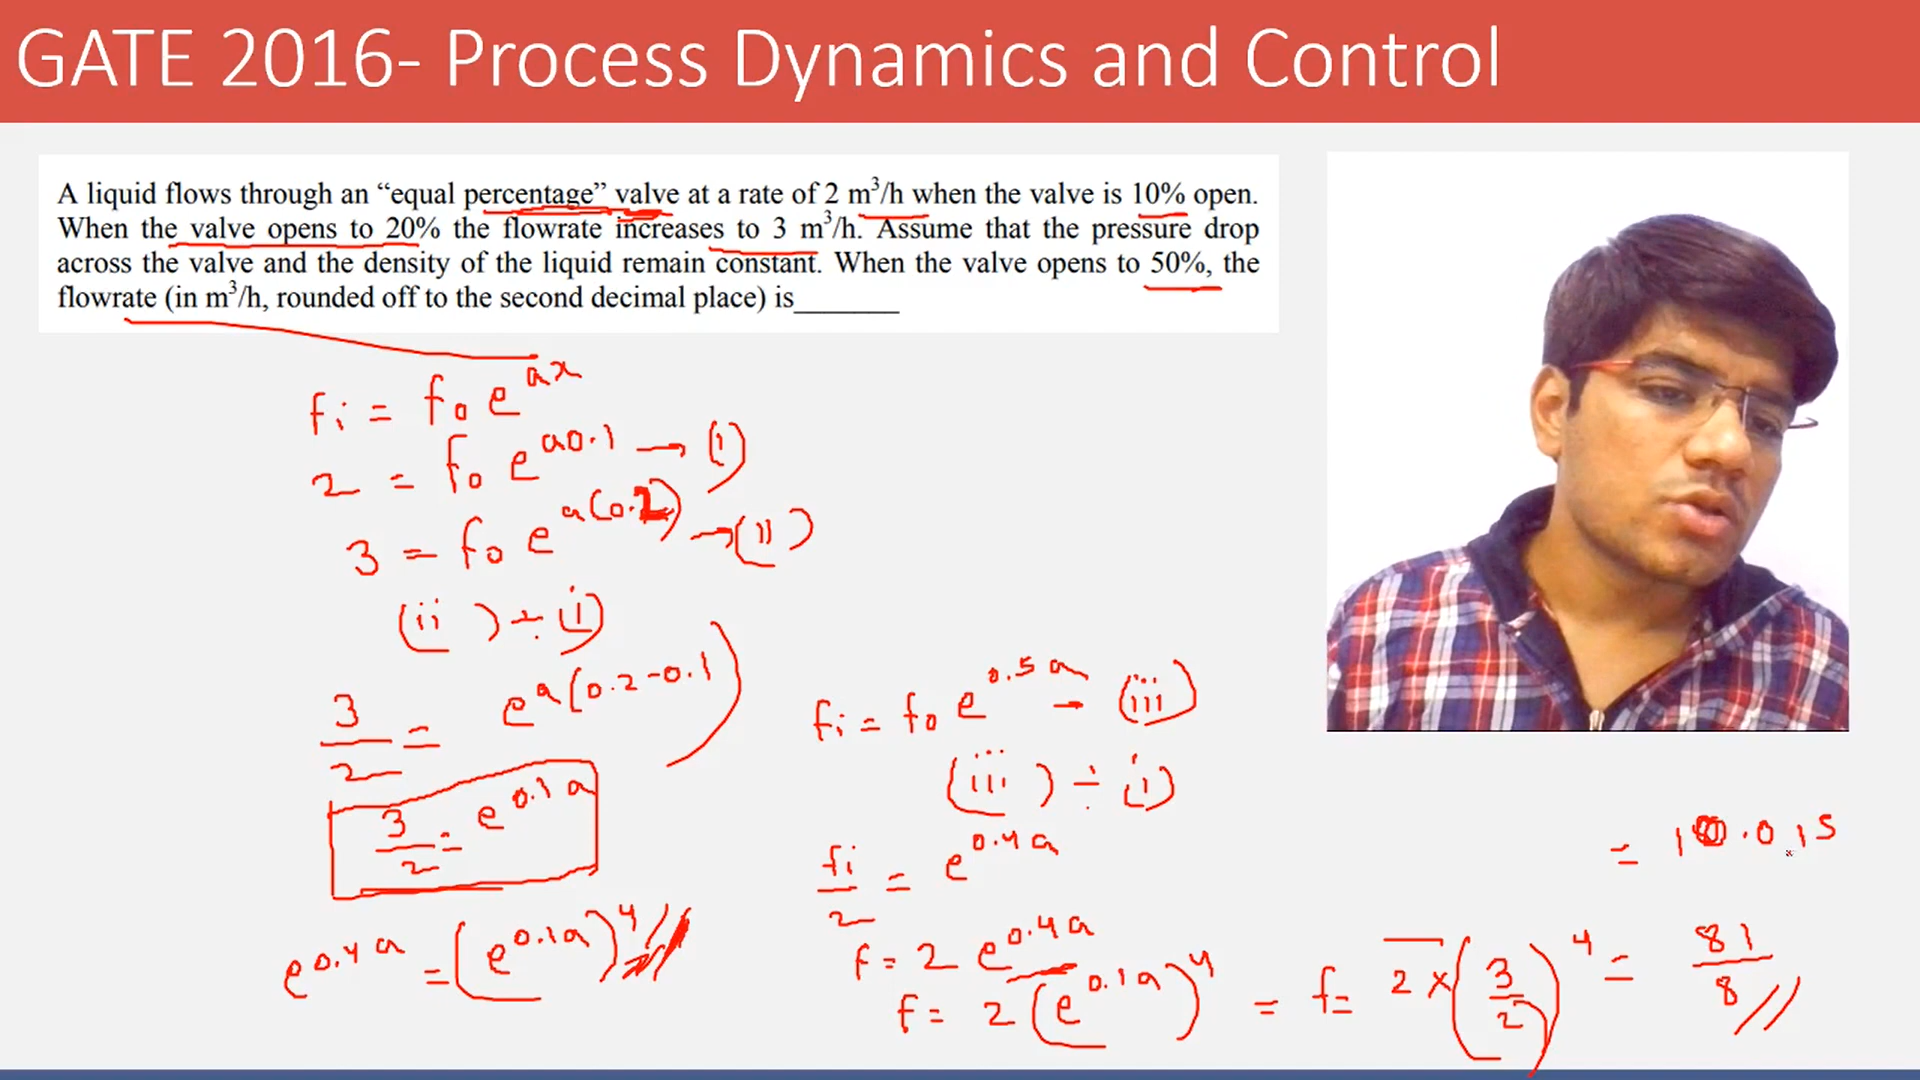 GATE 2016- Process Dynamics and Control
A liquid flows through an “equal percentage” valve at a rate of 2 m³/h when the valve is 10% open.
When the valve opens to 20% the flowrate increases to 3 m³/h. Assume that the pressure drop
across the valve and the density of the liquid remain constant. When the valve opens to 50%, the
flowrate (in m³/h, rounded off to the second decimal place) is_______
fi = f₀ e^ax
2 = f₀ e^a0.1 → (i)
3 = f₀ e^a(0.2) → (ii)
(ii) ÷ (i)
3/2 = e^a(0.2-0.1)
3/2 = e^0.1a
e^0.4a = (e^0.1a)^4
fi = f₀ e^0.5a → (iii)
(iii) ÷ (i)
fi/2 = e^0.4a
f = 2 e^0.4a
f = 2 (e^0.1a)^4 = f = 2 × (3/2)^4 = 81/8